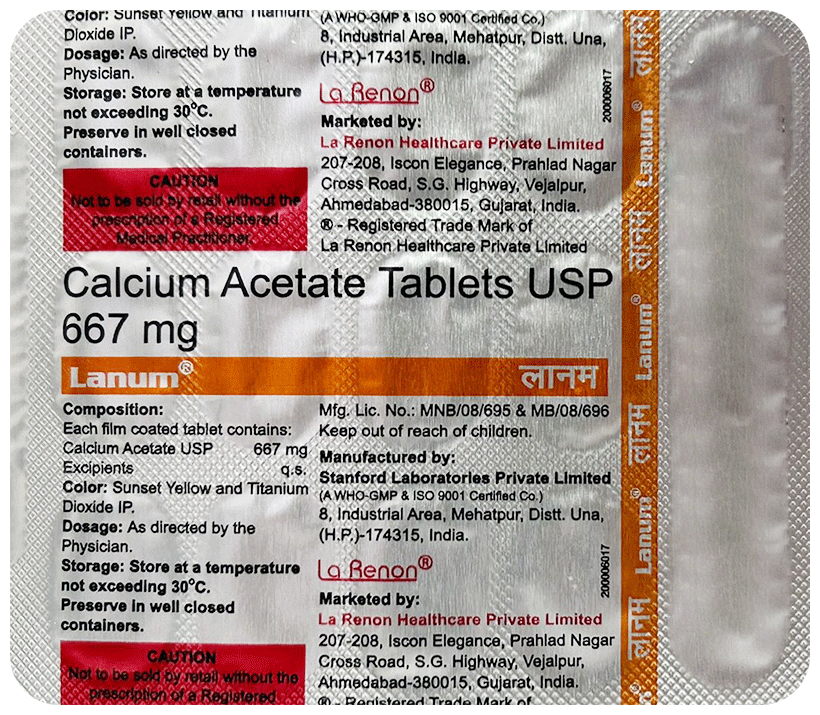 Color: Sunset Yellow and Titanium
Dioxide IP.
Dosage: As directed by the
Physician.
Storage: Store at a temperature
not exceeding 30°C.
Preserve in well closed
containers.
CAUTION
Not to be sold by retail without the
prescription of a Registered
Medical Practitioner.
(A WHO-GMP & ISO 9001 Certified Co.)
8, Industrial Area, Mehatpur, Distt. Una,
(H.P.)-174315, India.
La Renon®
200006017
Marketed by:
La Renon Healthcare Private Limited
207-208, Iscon Elegance, Prahlad Nagar
Cross Road, S.G. Highway, Vejalpur,
Ahmedabad-380015, Gujarat, India.
® - Registered Trade Mark of
La Renon Healthcare Private Limited
Calcium Acetate Tablets USP
667 mg
Lanum® लानम
Composition:
Each film coated tablet contains:
Calcium Acetate USP 667 mg
Excipients q.s.
Color: Sunset Yellow and Titanium
Dioxide IP.
Dosage: As directed by the
Physician.
Storage: Store at a temperature
not exceeding 30°C.
Preserve in well closed
containers.
CAUTION
Not to be sold by retail without the
prescription of a Registered
Mfg. Lic. No.: MNB/08/695 & MB/08/696
Keep out of reach of children.
Manufactured by:
Stanford Laboratories Private Limited
(A WHO-GMP & ISO 9001 Certified Co.)
8, Industrial Area, Mehatpur, Distt. Una,
(H.P.)-174315, India.
La Renon®
200006017
Marketed by:
La Renon Healthcare Private Limited
207-208, Iscon Elegance, Prahlad Nagar
Cross Road, S.G. Highway, Vejalpur,
Ahmedabad-380015, Gujarat, India.
® - Registered Trade Mark of
लानम
Lanum®
लानम
Lanum®
लानम
Lanum®
लानम